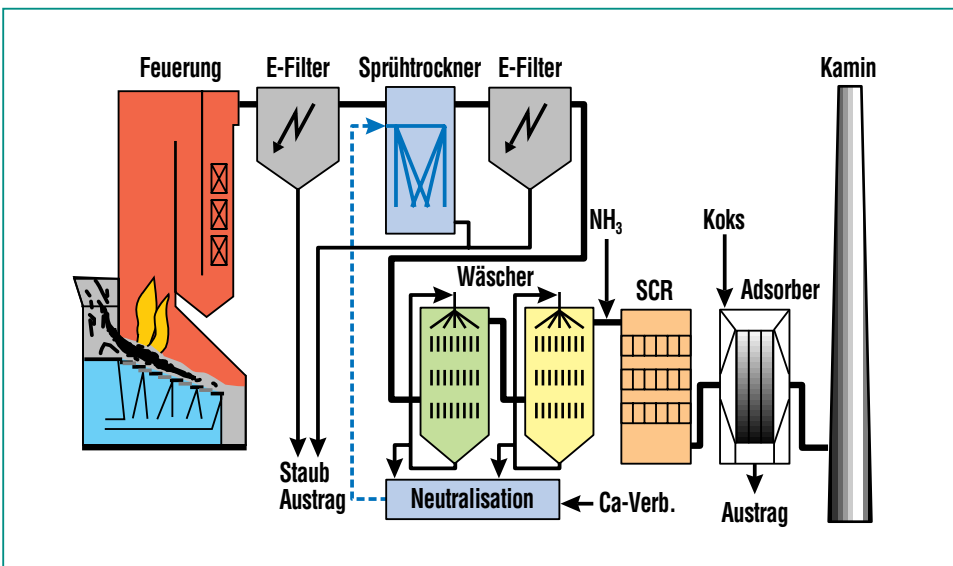 Feuerung
E-Filter
Sprühtrockner
E-Filter
Kamin
NH₃
Koks
Wäscher
SCR
Adsorber
Staub
Austrag
Neutralisation
Ca-Verb.
Austrag